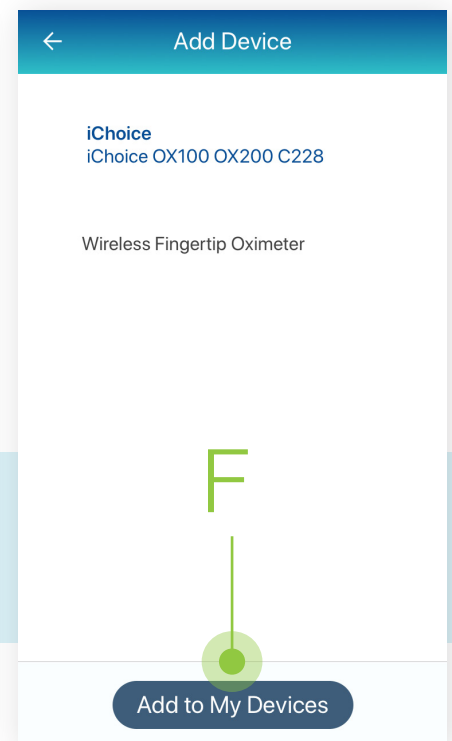 Add Device
iChoice
iChoice OX100 OX200 C228
Wireless Fingertip Oximeter
F
Add to My Devices